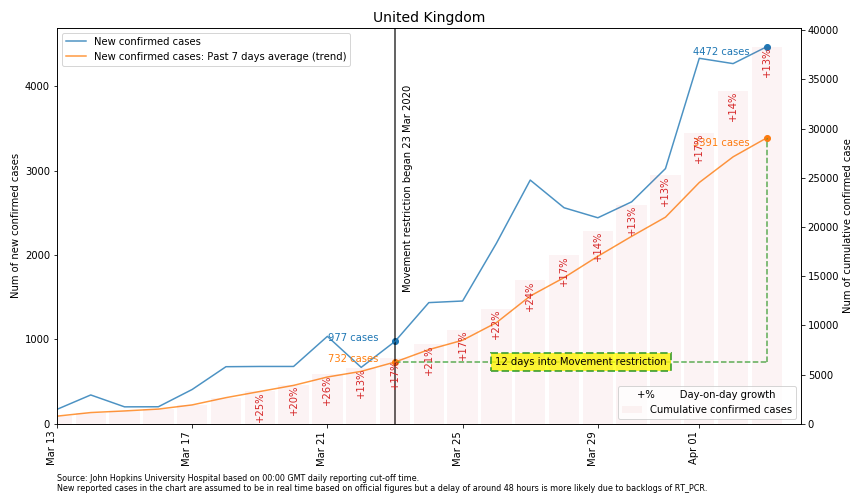 United Kingdom
New confirmed cases
New confirmed cases: Past 7 days average (trend)
Num of new confirmed cases
4000
3000
2000
1000
0
Num of cumulative confirmed case
40000
35000
30000
25000
20000
15000
10000
5000
0
Movement restriction began 23 Mar 2020
4472 cases
3391 cases
977 cases
732 cases
12 days into Movement restriction
+25%
+20%
+26%
+13%
+17%
+21%
+17%
+22%
+24%
+17%
+14%
+13%
+13%
+17%
+14%
+13%
+% Day-on-day growth
Cumulative confirmed cases
Mar 13
Mar 17
Mar 21
Mar 25
Mar 29
Apr 01
Source: John Hopkins University Hospital based on 00:00 GMT daily reporting cut-off time.
New reported cases in the chart are assumed to be in real time based on official figures but a delay of around 48 hours is more likely due to backlogs of RT_PCR.